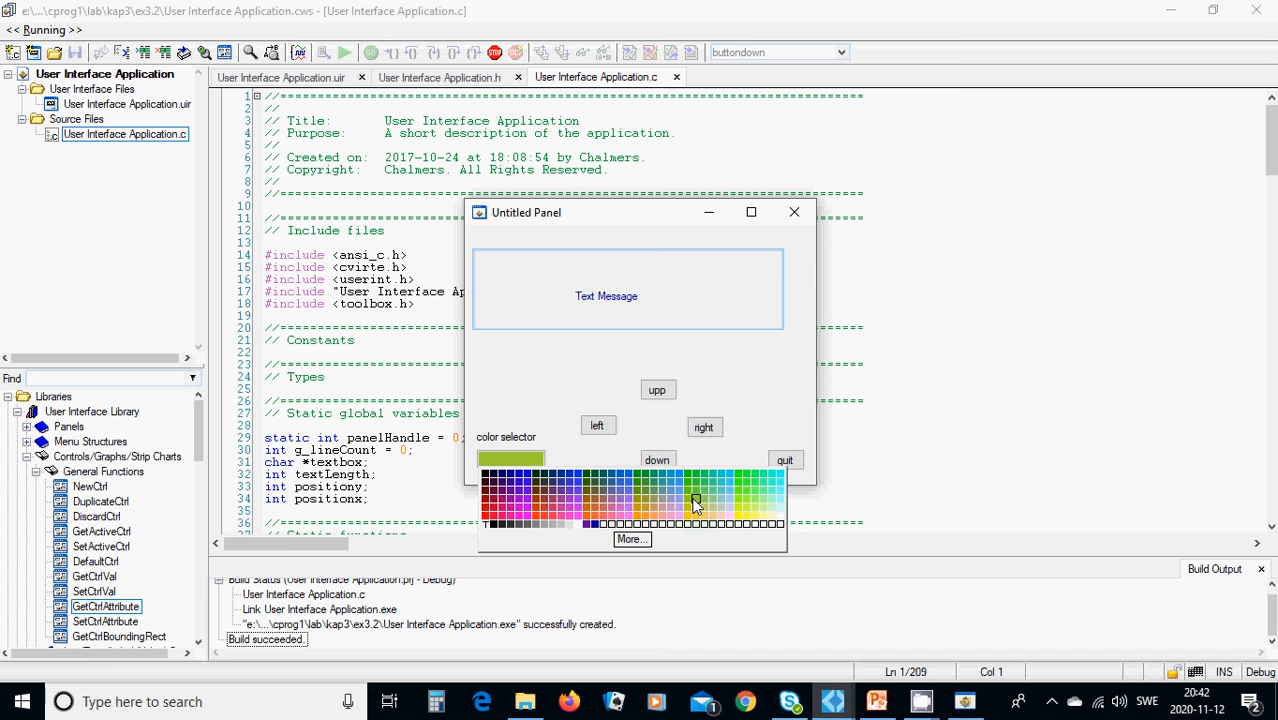 e:\...\cprog1\lab\kap3\ex3.2\User Interface Application.cws - [User Interface Application.c]
<< Running >>
buttondown
User Interface Application
User Interface Files
User Interface Application.uir
Source Files
User Interface Application.c
User Interface Application.uir
User Interface Application.h
User Interface Application.c
1 //==============================================================================
2 //
3 // Title: User Interface Application
4 // Purpose: A short description of the application.
5 //
6 // Created on: 2017-10-24 at 18:08:54 by Chalmers.
7 // Copyright: Chalmers. All Rights Reserved.
8 //
9 //==============================================================================
10
11 //==============================================================================
12 // Include files
13
14 #include <ansi_c.h>
15 #include <cvirte.h>
16 #include <userint.h>
17 #include "User Interface Ap
18 #include <toolbox.h>
19
20 //==============================================================================
21 // Constants
22
23 //==============================================================================
24 // Types
25
26 //==============================================================================
27 // Static global variables
28
29 static int panelHandle = 0;
30 int g_lineCount = 0;
31 char *textbox;
32 int textLength;
33 int positiony;
34 int positionx;
35
36 //==============================================================================
Untitled Panel
Text Message
upp
left
right
color selector
down
quit
More...
Find
Libraries
User Interface Library
Panels
Menu Structures
Controls/Graphs/Strip Charts
General Functions
NewCtrl
DuplicateCtrl
DiscardCtrl
GetActiveCtrl
SetActiveCtrl
DefaultCtrl
GetCtrlVal
SetCtrlVal
GetCtrlAttribute
SetCtrlAttribute
GetCtrlBoundingRect
Build Output
Build Status (User Interface Application.prj - Debug)
User Interface Application.c
Link User Interface Application.exe
"e:\...\cprog1\lab\kap3\ex3.2\User Interface Application.exe" successfully created.
Build succeeded.
Ln 1/209
Col 1
INS
Debug
Type here to search
1
SWE
20:42
2020-11-12
2